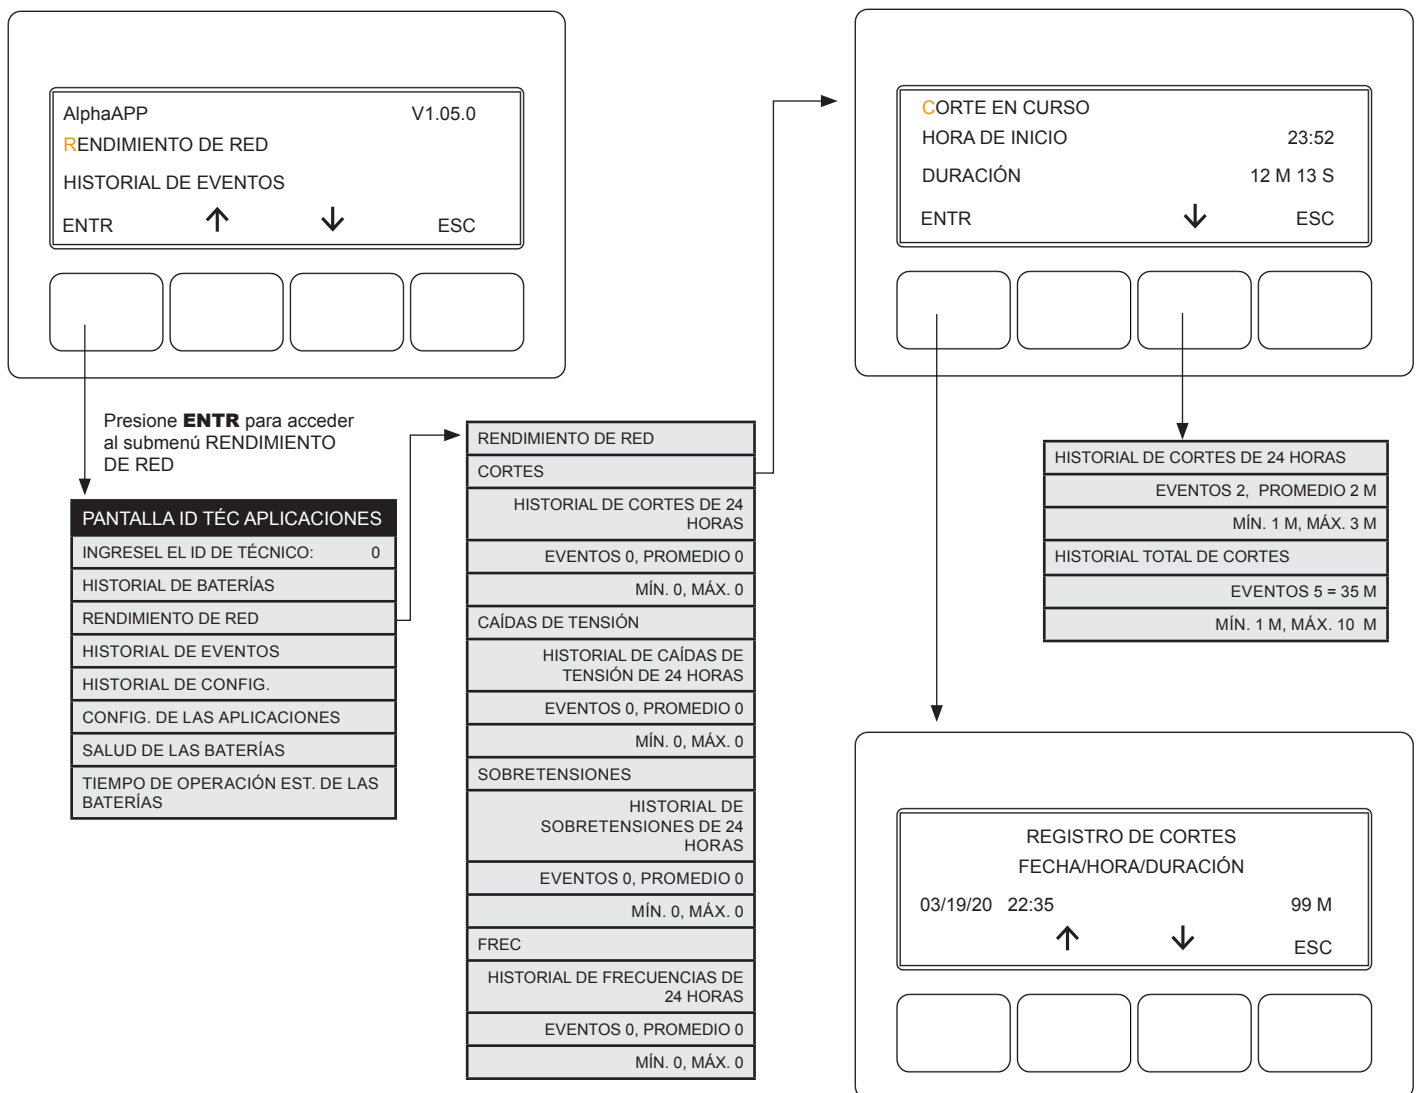 AlphaAPP V1.05.0
RENDIMIENTO DE RED
HISTORIAL DE EVENTOS
ENTR ↑ ↓ ESC
Presione ENTR para acceder
al submenú RENDIMIENTO
DE RED
PANTALLA ID TÉC APLICACIONES
INGRESEL EL ID DE TÉCNICO: 0
HISTORIAL DE BATERÍAS
RENDIMIENTO DE RED
HISTORIAL DE EVENTOS
HISTORIAL DE CONFIG.
CONFIG. DE LAS APLICACIONES
SALUD DE LAS BATERÍAS
TIEMPO DE OPERACIÓN EST. DE LAS
BATERÍAS
RENDIMIENTO DE RED
CORTES
HISTORIAL DE CORTES DE 24
HORAS
EVENTOS 0, PROMEDIO 0
MÍN. 0, MÁX. 0
CAÍDAS DE TENSIÓN
HISTORIAL DE CAÍDAS DE
TENSIÓN DE 24 HORAS
EVENTOS 0, PROMEDIO 0
MÍN. 0, MÁX. 0
SOBRETENSIONES
HISTORIAL DE
SOBRETENSIONES DE 24
HORAS
EVENTOS 0, PROMEDIO 0
MÍN. 0, MÁX. 0
FREC
HISTORIAL DE FRECUENCIAS DE
24 HORAS
EVENTOS 0, PROMEDIO 0
MÍN. 0, MÁX. 0
CORTE EN CURSO
HORA DE INICIO 23:52
DURACIÓN 12 M 13 S
ENTR ↓ ESC
HISTORIAL DE CORTES DE 24 HORAS
EVENTOS 2, PROMEDIO 2 M
MÍN. 1 M, MÁX. 3 M
HISTORIAL TOTAL DE CORTES
EVENTOS 5 = 35 M
MÍN. 1 M, MÁX. 10 M
REGISTRO DE CORTES
FECHA/HORA/DURACIÓN
03/19/20 22:35 99 M
↑ ↓ ESC